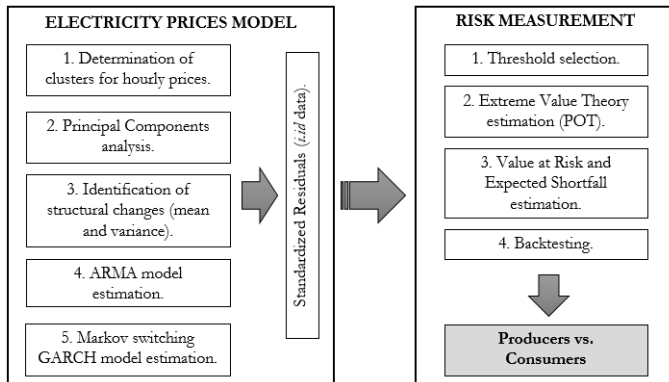 ELECTRICITY PRICES MODEL
1. Determination of
clusters for hourly prices.
2. Principal Components
analysis.
3. Identification of
structural changes (mean
and variance).
4. ARMA model
estimation.
5. Markov switching
GARCH model estimation.
Standardized Residuals (i.id data).
RISK MEASUREMENT
1. Threshold selection.
2. Extreme Value Theory
estimation (POT).
3. Value at Risk and
Expected Shortfall
estimation.
4. Backtesting.
Producers vs.
Consumers